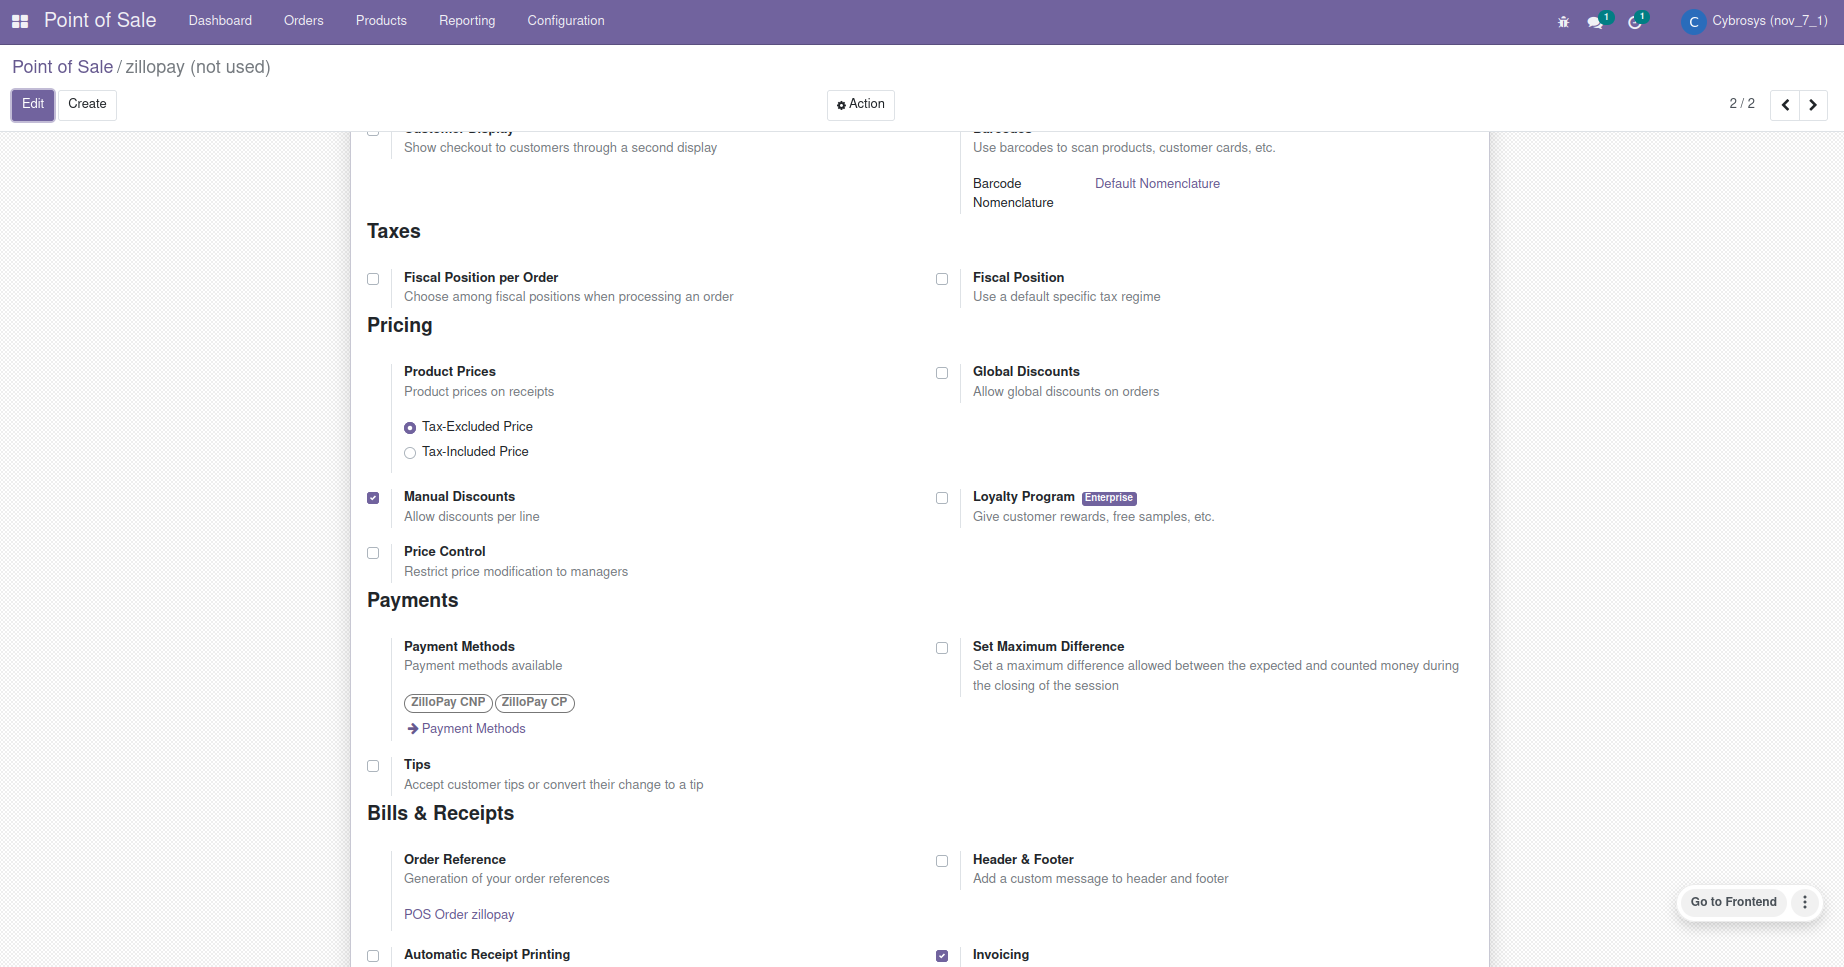 Point of Sale Dashboard Orders Products Reporting Configuration 1 1 C Cybrosys (nov_7_1)
Point of Sale / zillopay (not used)
Edit Create Action 2 / 2
Customer Display Barcodes
Show checkout to customers through a second display Use barcodes to scan products, customer cards, etc.
Barcode Default Nomenclature
Nomenclature
Taxes
Fiscal Position per Order Fiscal Position
Choose among fiscal positions when processing an order Use a default specific tax regime
Pricing
Product Prices Global Discounts
Product prices on receipts Allow global discounts on orders
Tax-Excluded Price
Tax-Included Price
Manual Discounts Loyalty Program Enterprise
Allow discounts per line Give customer rewards, free samples, etc.
Price Control
Restrict price modification to managers
Payments
Payment Methods Set Maximum Difference
Payment methods available Set a maximum difference allowed between the expected and counted money during
the closing of the session
ZilloPay CNP ZilloPay CP
Payment Methods
Tips
Accept customer tips or convert their change to a tip
Bills & Receipts
Order Reference Header & Footer
Generation of your order references Add a custom message to header and footer
Go to Frontend
POS Order zillopay
Automatic Receipt Printing Invoicing